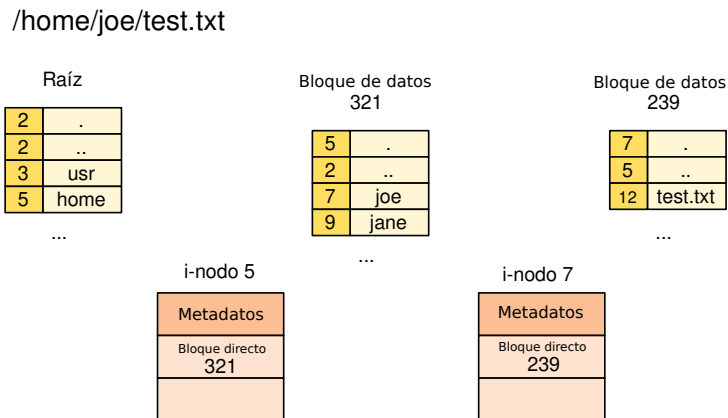 /home/joe/test.txt
Raíz
2 .
2 ..
3 usr
5 home
...
Bloque de datos
321
5 .
2 ..
7 joe
9 jane
...
Bloque de datos
239
7 .
5 ..
12 test.txt
...
i-nodo 5
Metadatos
Bloque directo
321
i-nodo 7
Metadatos
Bloque directo
239